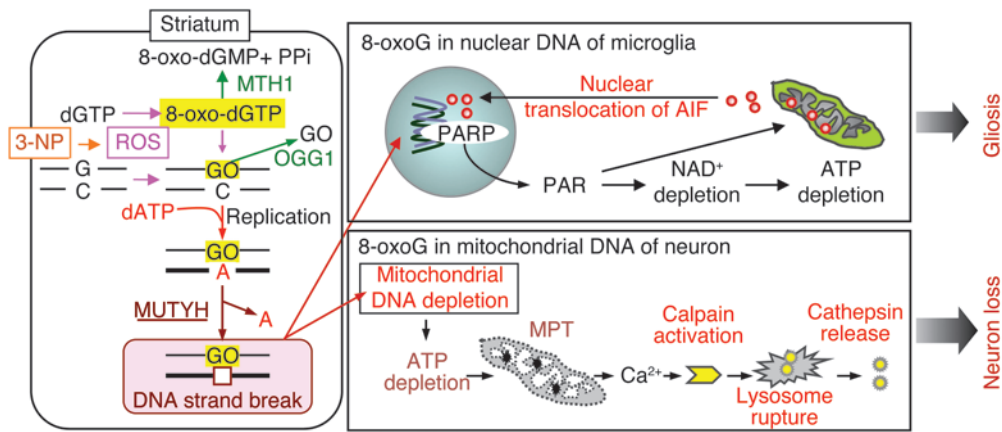 Striatum
8-oxo-dGMP+ PPi
MTH1
dGTP
8-oxo-dGTP
GO
3-NP
ROS
OGG1
G
GO
C
C
dATP
Replication
GO
A
MUTYH
A
GO
DNA strand break
8-oxoG in nuclear DNA of microglia
Nuclear
translocation of AIF
PARP
PAR
NAD⁺
depletion
ATP
depletion
Gliosis
8-oxoG in mitochondrial DNA of neuron
Mitochondrial
DNA depletion
ATP
depletion
MPT
Ca²⁺
Calpain
activation
Lysosome
rupture
Cathepsin
release
Neuron loss